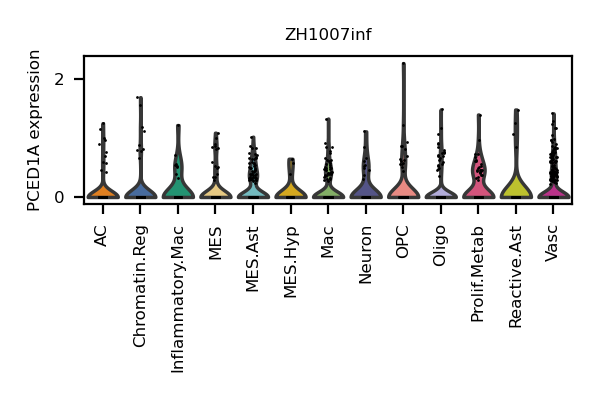 ZH1007inf
PCED1A expression
2
0
AC
Chromatin.Reg
Inflammatory.Mac
MES
MES.Ast
MES.Hyp
Mac
Neuron
OPC
Oligo
Prolif.Metab
Reactive.Ast
Vasc